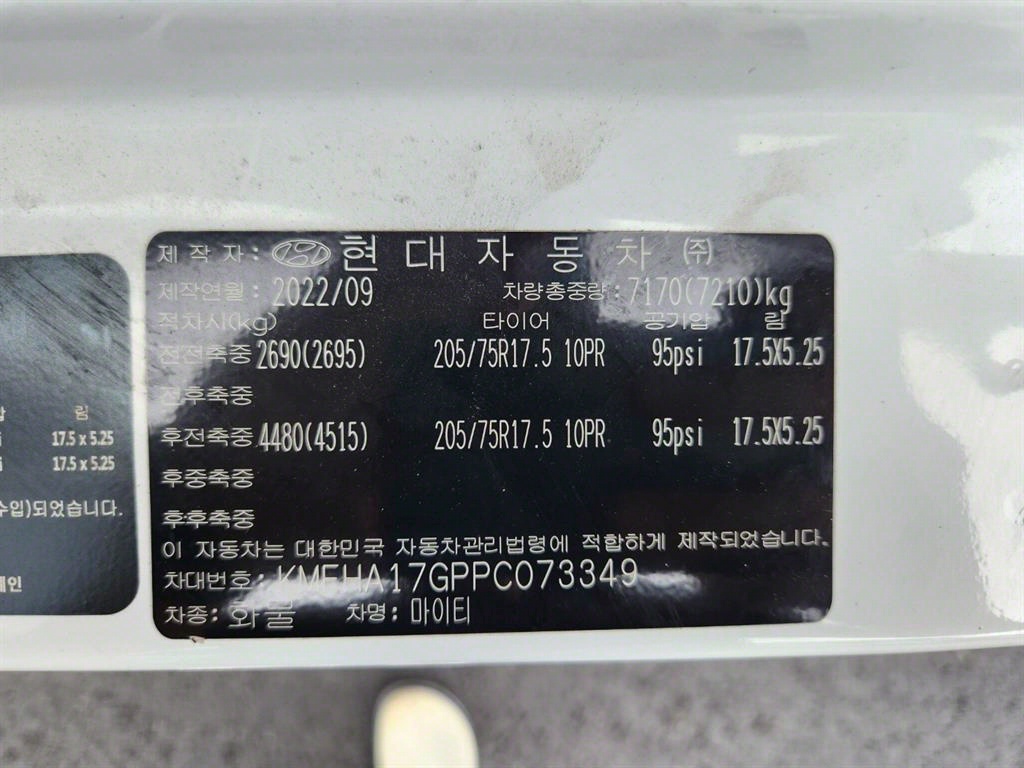 제작자: 현대자동차 ㈜
제작연월: 2022/09 차량총중량: 7170(7210)kg
적차시(kg) 타이어 공기압 림
전전축중 2690(2695) 205/75R17.5 10PR 95psi 17.5X5.25
전후축중
후전축중 4480(4515) 205/75R17.5 10PR 95psi 17.5X5.25
후중축중
후후축중
이 자동차는 대한민국 자동차관리법령에 적합하게 제작되었습니다.
차대번호: KMFHA17GPPC073349
차종: 화물 차명: 마이티
림
17.5 x 5.25
17.5 x 5.25
수입)되었습니다.